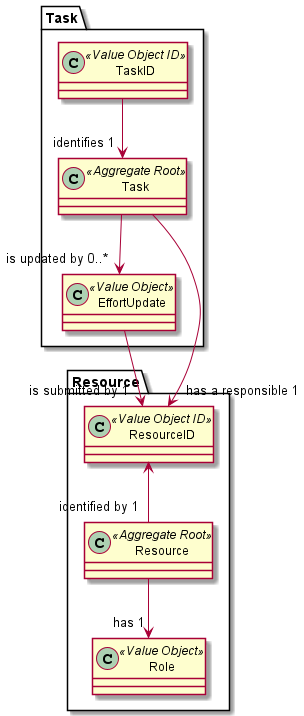 Task
C «Value Object ID»
TaskID
identifies 1
C «Aggregate Root»
Task
is updated by 0..*
C «Value Object»
EffortUpdate
is submitted by 1
has a responsible 1
Resource
C «Value Object ID»
ResourceID
identified by 1
C «Aggregate Root»
Resource
has 1
C «Value Object»
Role